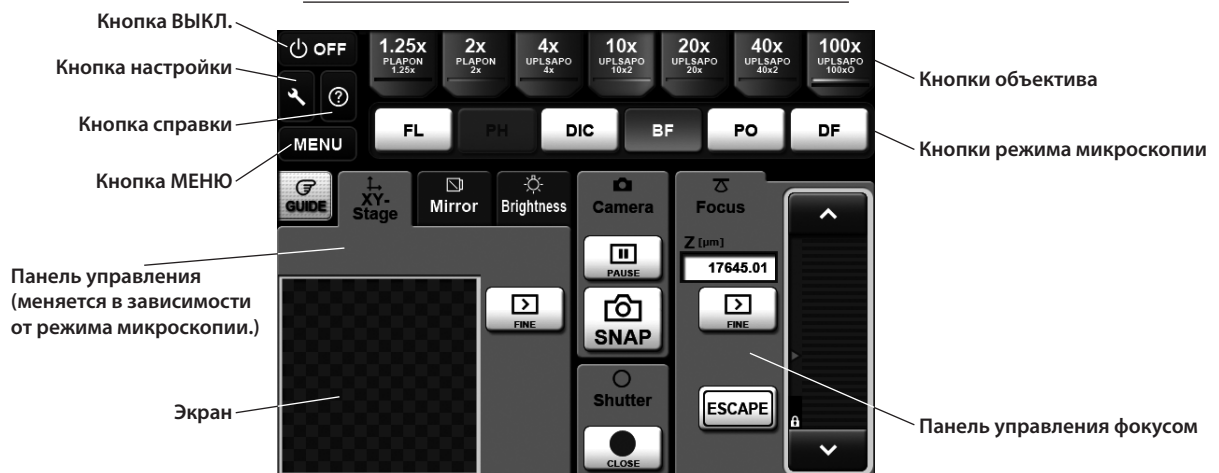 Кнопка ВЫКЛ.
Кнопка настройки
Кнопка справки
Кнопка МЕНЮ
Панель управления
(меняется в зависимости
от режима микроскопии.)
Экран
OFF
MENU
1.25x
PLAPON
1.25x
2x
PLAPON
2x
4x
UPLSAPO
4x
10x
UPLSAPO
10x2
20x
UPLSAPO
20x
40x
UPLSAPO
40x2
100x
UPLSAPO
100xO
FL
PH
DIC
BF
PO
DF
GUIDE
XY-
Stage
Mirror
Brightness
FINE
Camera
PAUSE
SNAP
Shutter
CLOSE
Focus
Z [µm]
17645.01
FINE
ESCAPE
Кнопки объектива
Кнопки режима микроскопии
Панель управления фокусом